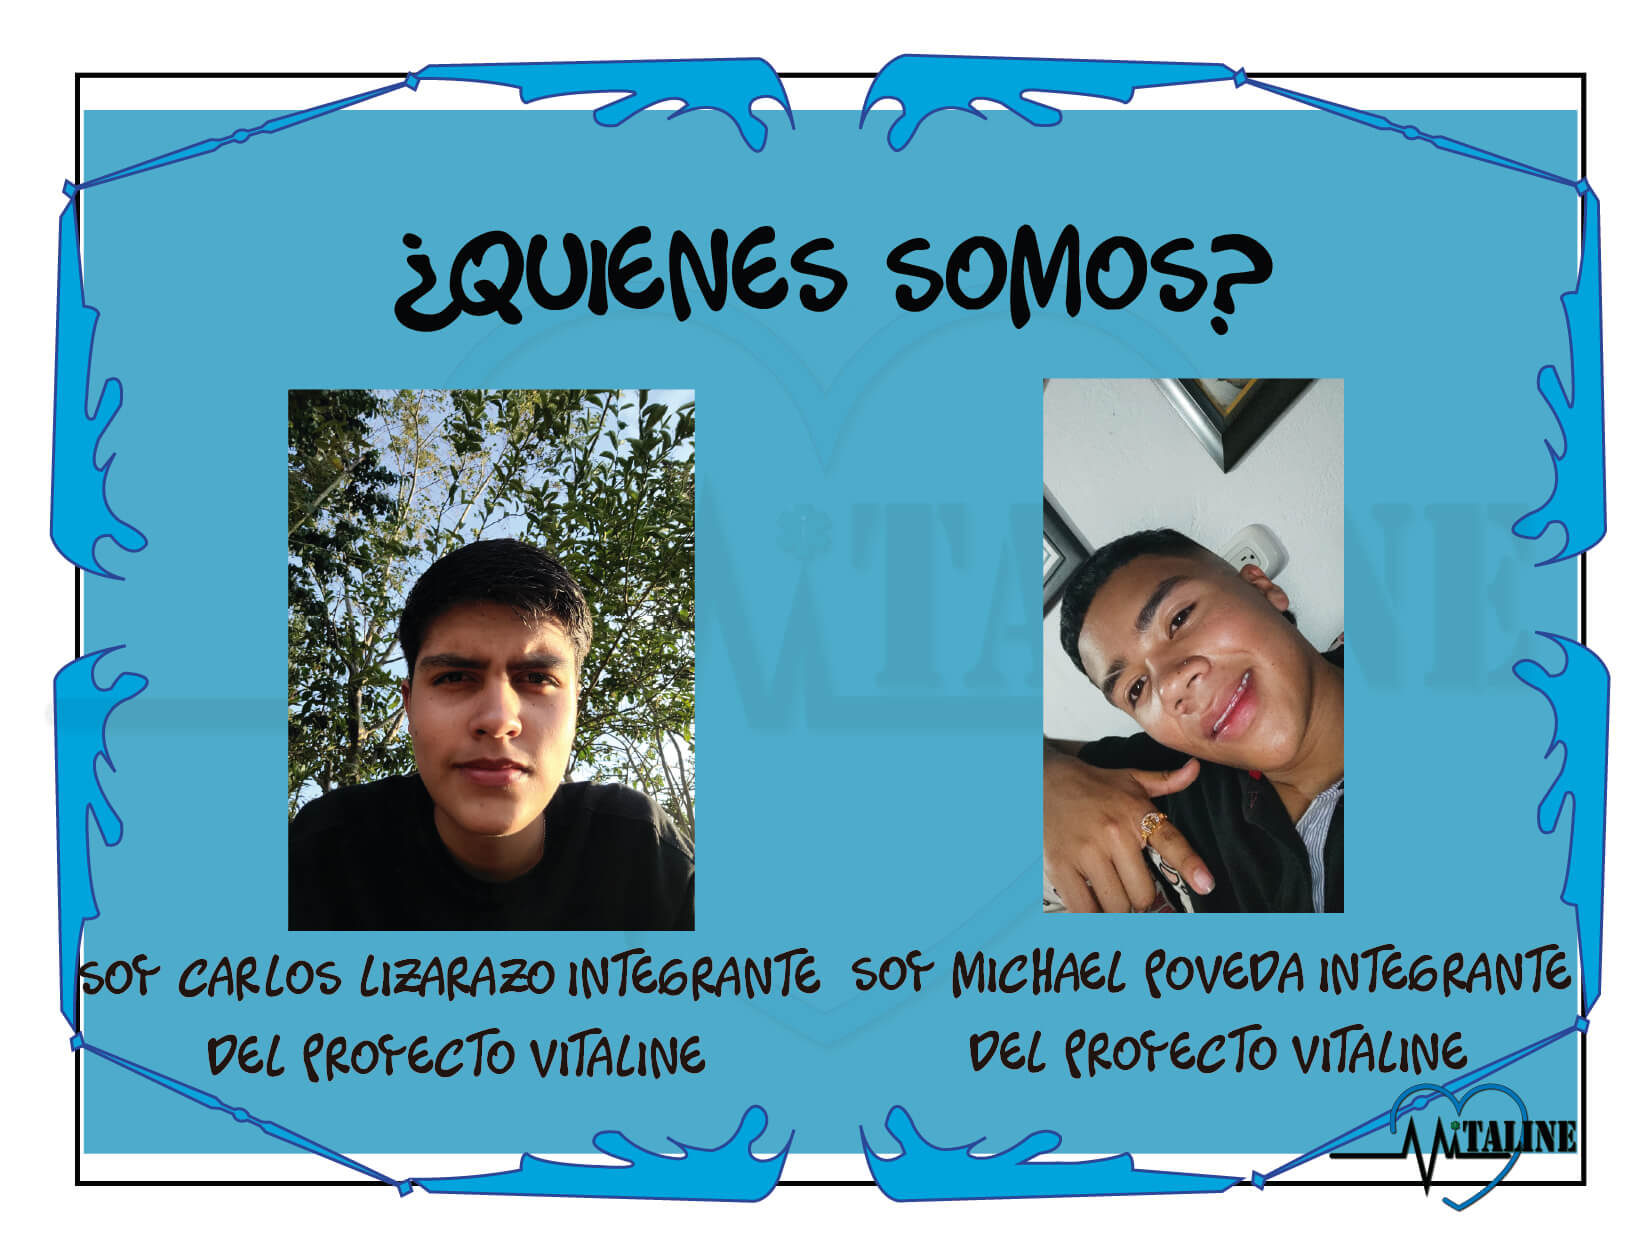 ¿QUIENES SOMOS?
SOY CARLOS LIZARAZO INTEGRANTE
DEL PROYECTO VITALINE
SOY MICHAEL POVEDA INTEGRANTE
DEL PROYECTO VITALINE
VITALINE